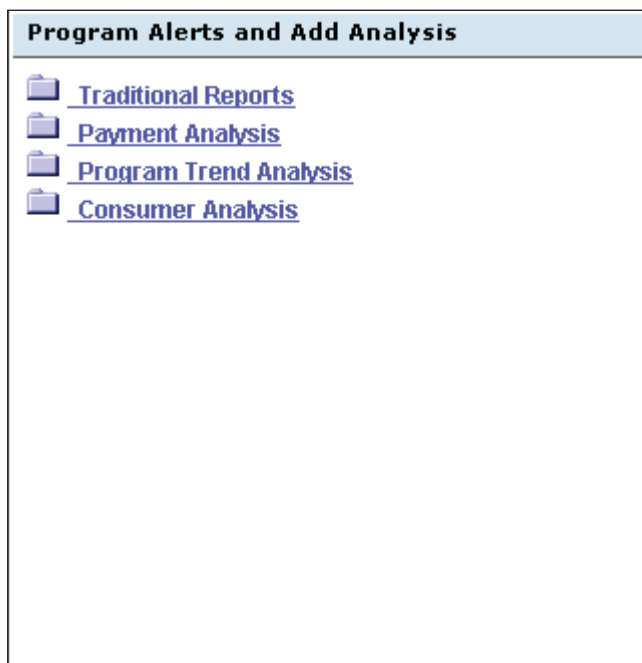 Program Alerts and Add Analysis
Traditional Reports
Payment Analysis
Program Trend Analysis
Consumer Analysis